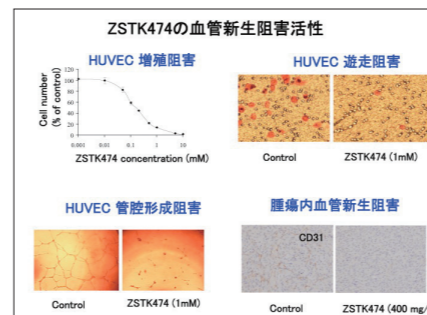 ZSTK474の血管新生阻害活性
HUVEC 増殖阻害
Cell number
(% of control)
120
100
80
60
40
20
0
0.001
0.01
0.1
1
10
ZSTK474 concentration (mM)
HUVEC 遊走阻害
Control
ZSTK474 (1mM)
HUVEC 管腔形成阻害
Control
ZSTK474 (1mM)
腫瘍内血管新生阻害
CD31
Control
ZSTK474 (400 mg/